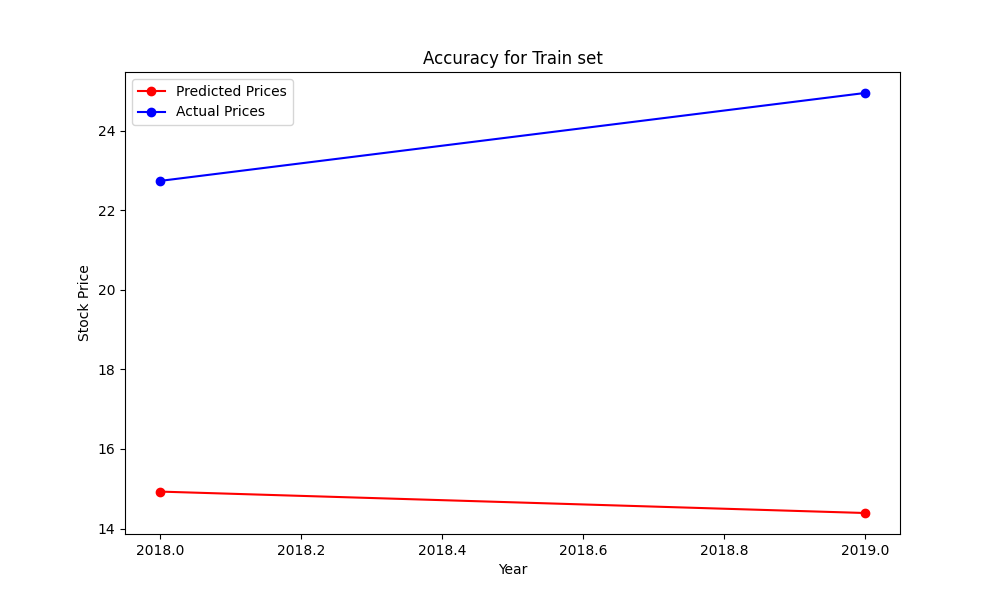 Accuracy for Train set
Predicted Prices
Actual Prices
Stock Price
24
22
20
18
16
14
2018.0 2018.2 2018.4 2018.6 2018.8 2019.0
Year